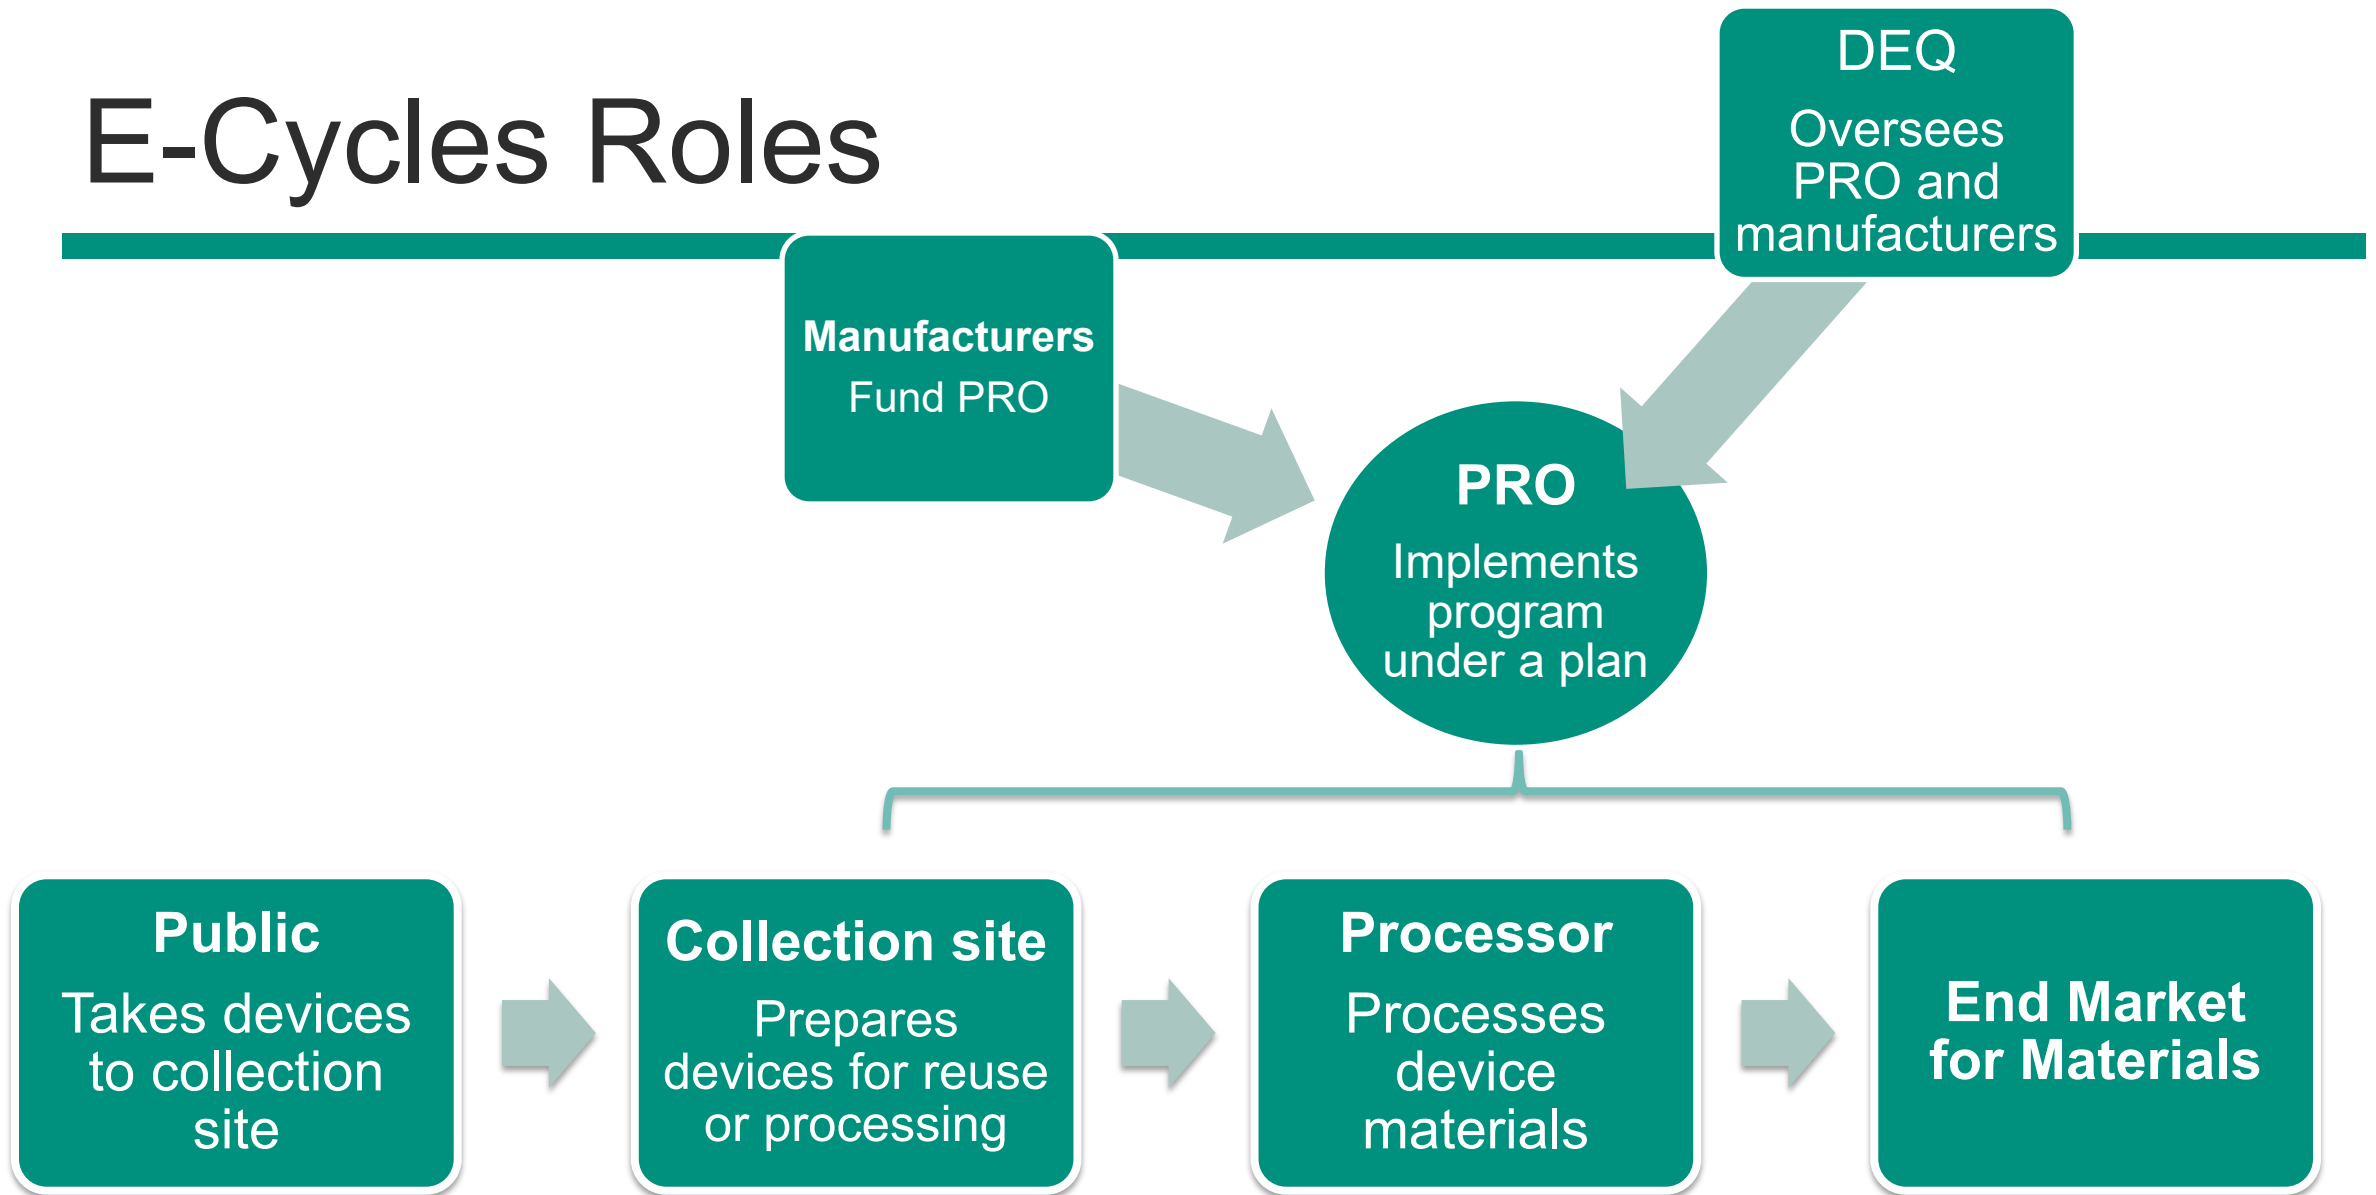 E-Cycles Roles
DEQ
Oversees
PRO and
manufacturers
Manufacturers
Fund PRO
PRO
Implements
program
under a plan
Public
Takes devices
to collection
site
Collection site
Prepares
devices for reuse
or processing
Processor
Processes
device
materials
End Market
for Materials